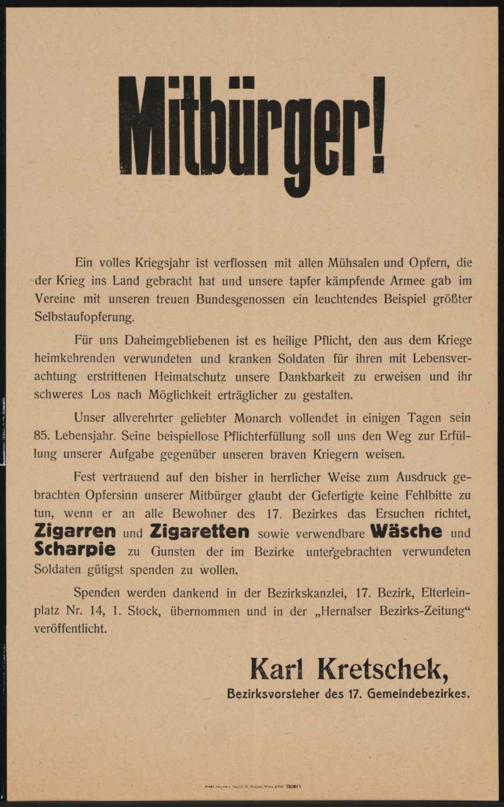 Mitbürger!
Ein volles Kriegsjahr ist verflossen mit allen Mühsalen und Opfern, die
der Krieg ins Land gebracht hat und unsere tapfer kämpfende Armee gab im
Vereine mit unseren treuen Bundesgenossen ein leuchtendes Beispiel größter
Selbstaufopferung.
Für uns Daheimgebliebenen ist es heilige Pflicht, den aus dem Kriege
heimkehrenden verwundeten und kranken Soldaten für ihren mit Lebensver-
achtung erstrittenen Heimatschutz unsere Dankbarkeit zu erweisen und ihr
schweres Los nach Möglichkeit erträglicher zu gestalten.
Unser allverehrter geliebter Monarch vollendet in einigen Tagen sein
85. Lebensjahr. Seine beispiellose Pflichterfüllung soll uns den Weg zur Erfül-
lung unserer Aufgabe gegenüber unseren braven Kriegern weisen.
Fest vertrauend auf den bisher in herrlicher Weise zum Ausdruck ge-
brachten Opfersinn unserer Mitbürger glaubt der Gefertigte keine Fehlbitte zu
tun, wenn er an alle Bewohner des 17. Bezirkes das Ersuchen richtet,
Zigarren und Zigaretten sowie verwendbare Wäsche und
Scharpie zu Gunsten der im Bezirke untergebrachten verwundeten
Soldaten gütigst spenden zu wollen.
Spenden werden dankend in der Bezirkskanzlei, 17. Bezirk, Elterlein-
platz Nr. 14, 1. Stock, übernommen und in der „Hernalser Bezirks-Zeitung"
veröffentlicht.
Karl Kretschek,
Bezirksvorsteher des 17. Gemeindebezirkes.